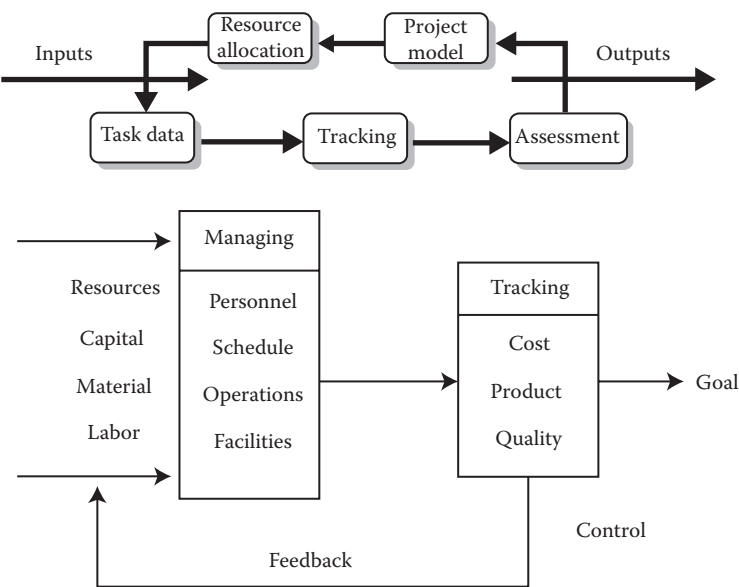 Inputs
Resource
allocation
Project
model
Outputs
Task data
Tracking
Assessment
Managing
Resources
Personnel
Tracking
Capital
Schedule
Cost
Material
Operations
Product
Goal
Labor
Facilities
Quality
Control
Feedback